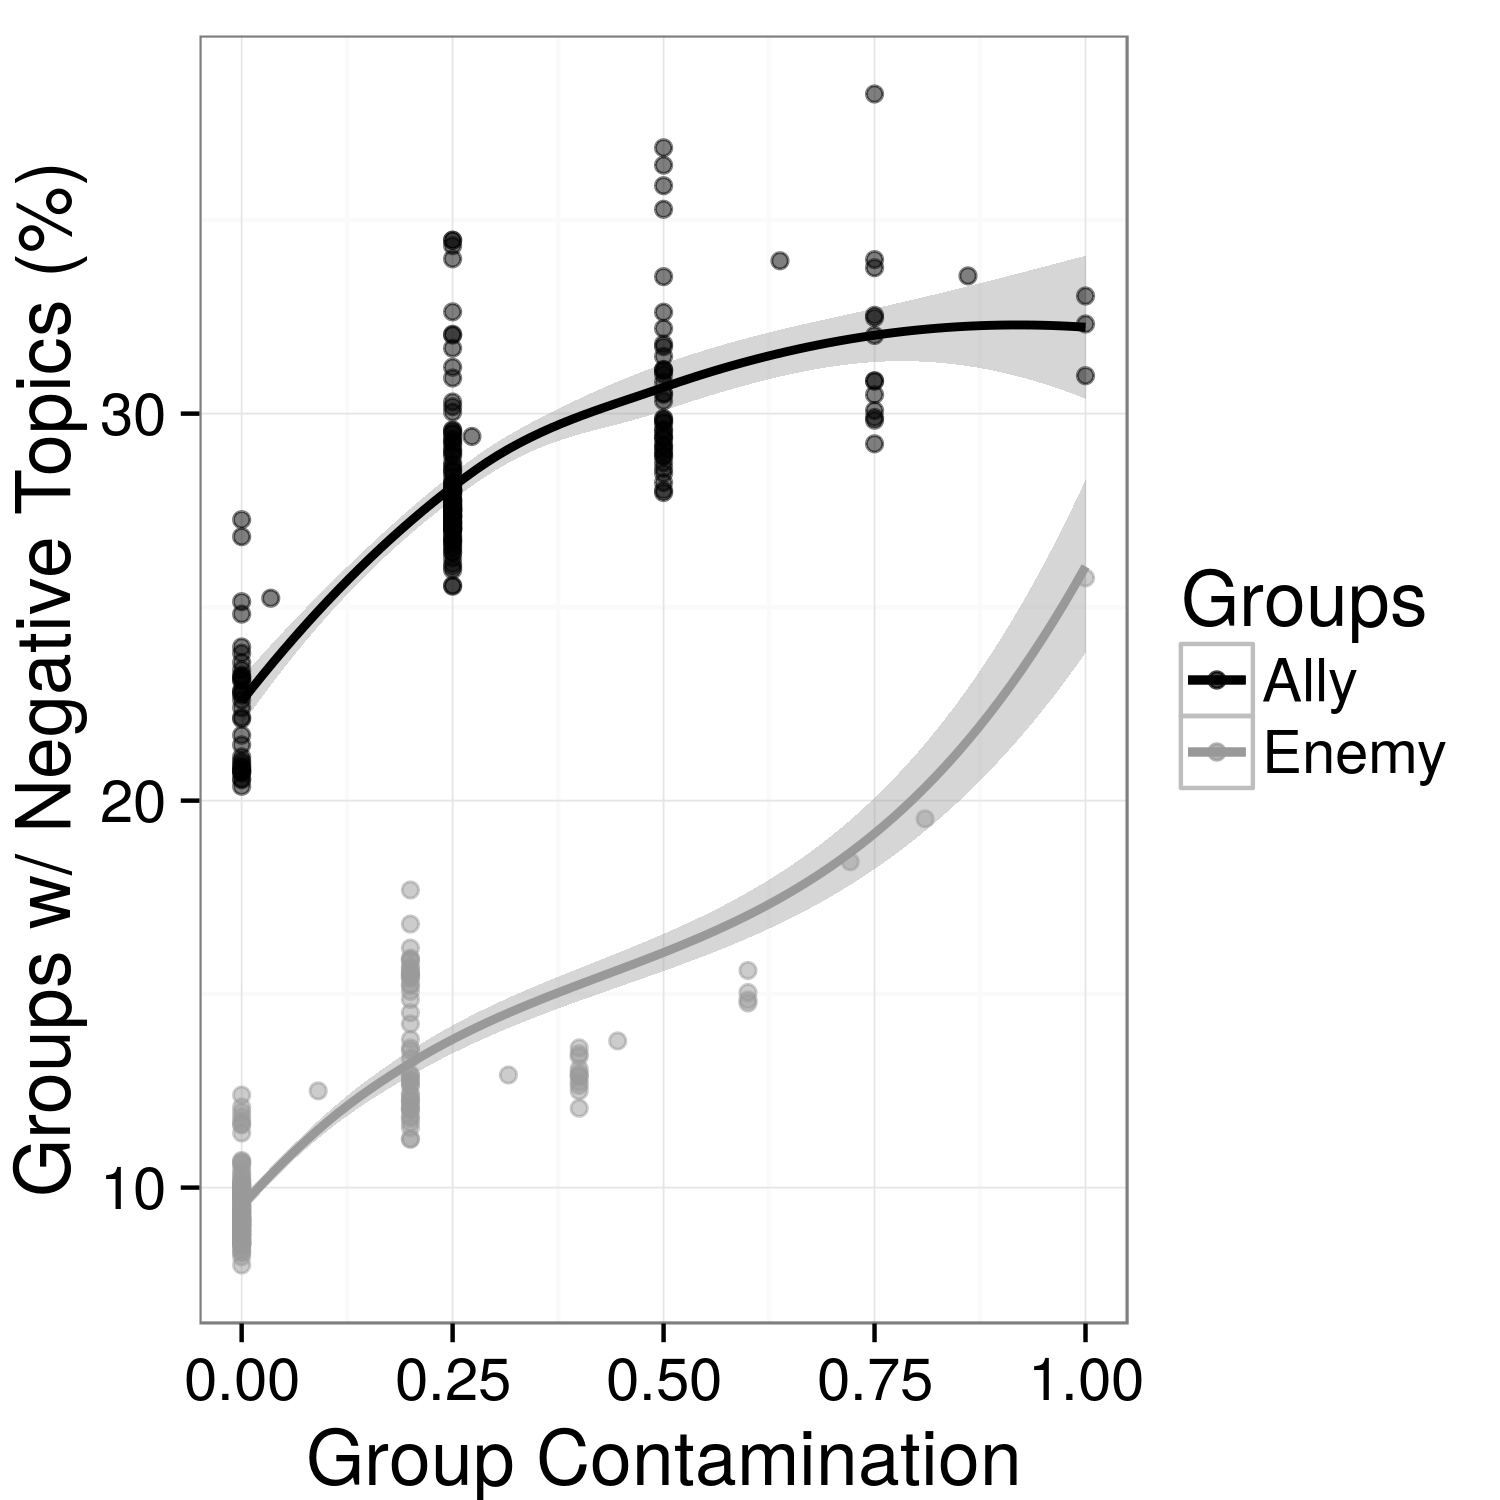 Groups w/ Negative Topics (%)
30
20
10
0.00 0.25 0.50 0.75 1.00
Group Contamination
Groups
Ally
Enemy